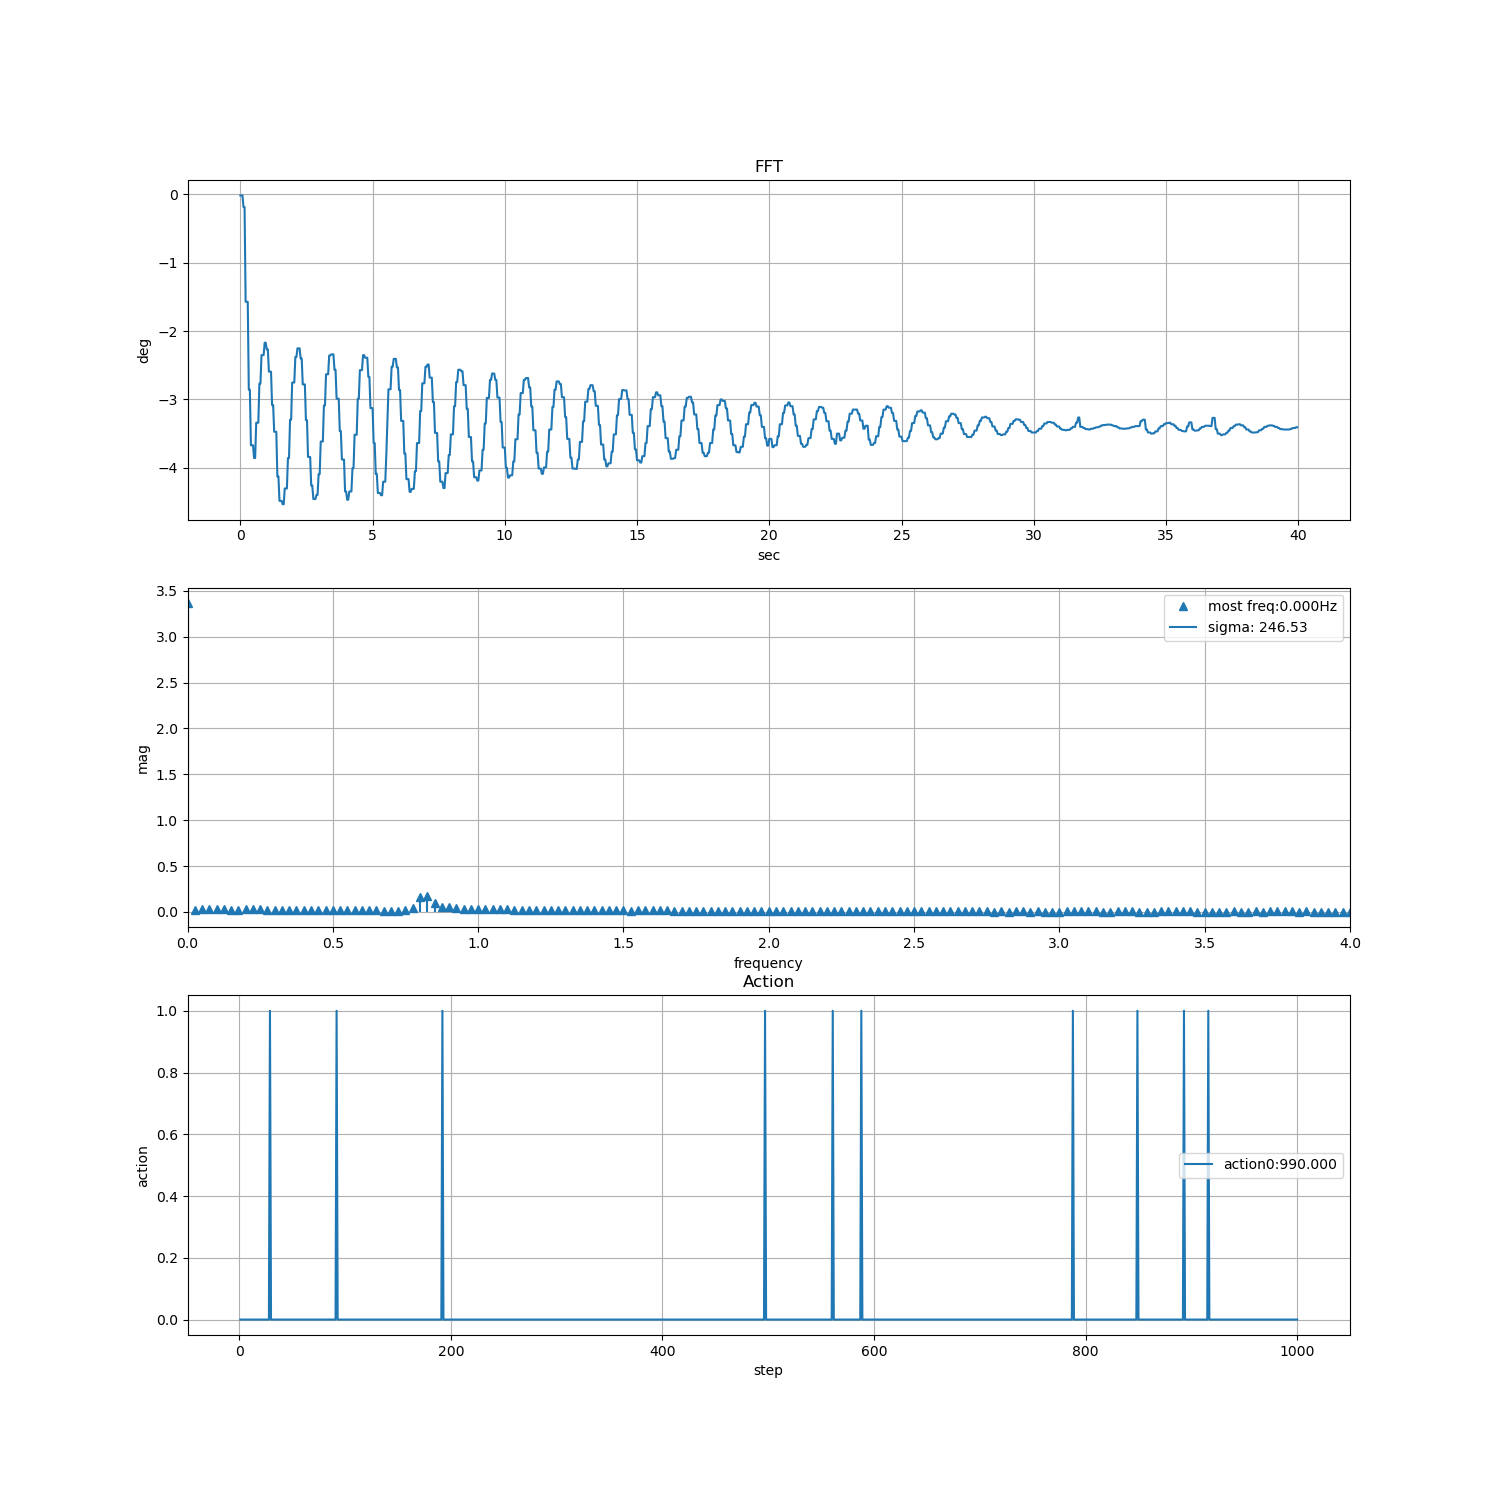 FFT
0
−1
−2
−3
−4
deg
0 5 10 15 20 25 30 35 40
sec
3.5
3.0
2.5
2.0
1.5
1.0
0.5
0.0
mag
most freq:0.000Hz
sigma: 246.53
0.0 0.5 1.0 1.5 2.0 2.5 3.0 3.5 4.0
frequency
Action
1.0
0.8
0.6
0.4
0.2
0.0
action
action0:990.000
0 200 400 600 800 1000
step